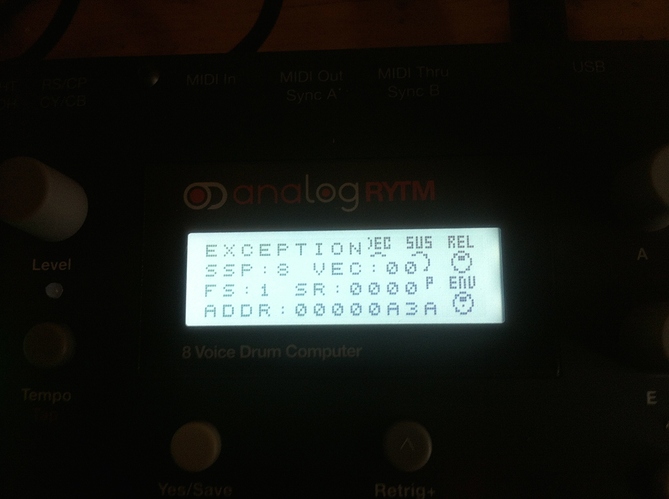 MIDI In
MIDI Out
Sync A
MIDI Thru
Sync B
USB
analog RYTM
EXCEPTION
SUS REL
SSP:8 VEC:00
FS:1 SR:0000 ENV
ADDR:00000A3A
8 Voice Drum Computer
Level
Tempo
A
E
Yes/Save
Retrig+